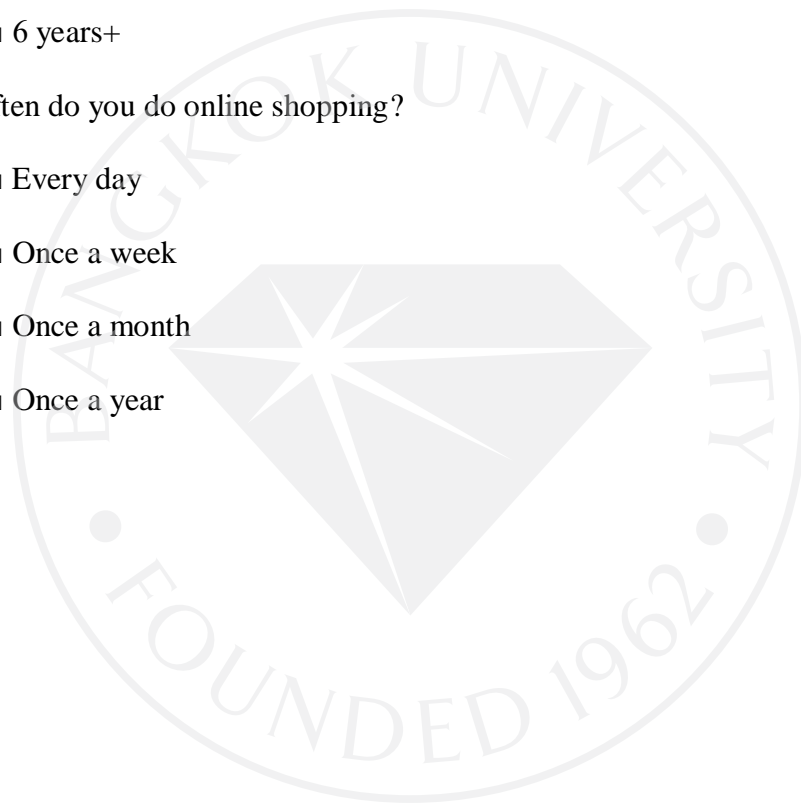 6 years+
ften do you do online shopping?
Every day
Once a week
Once a month
Once a year
BANGKOK UNIVERSITY
FOUNDED 1962